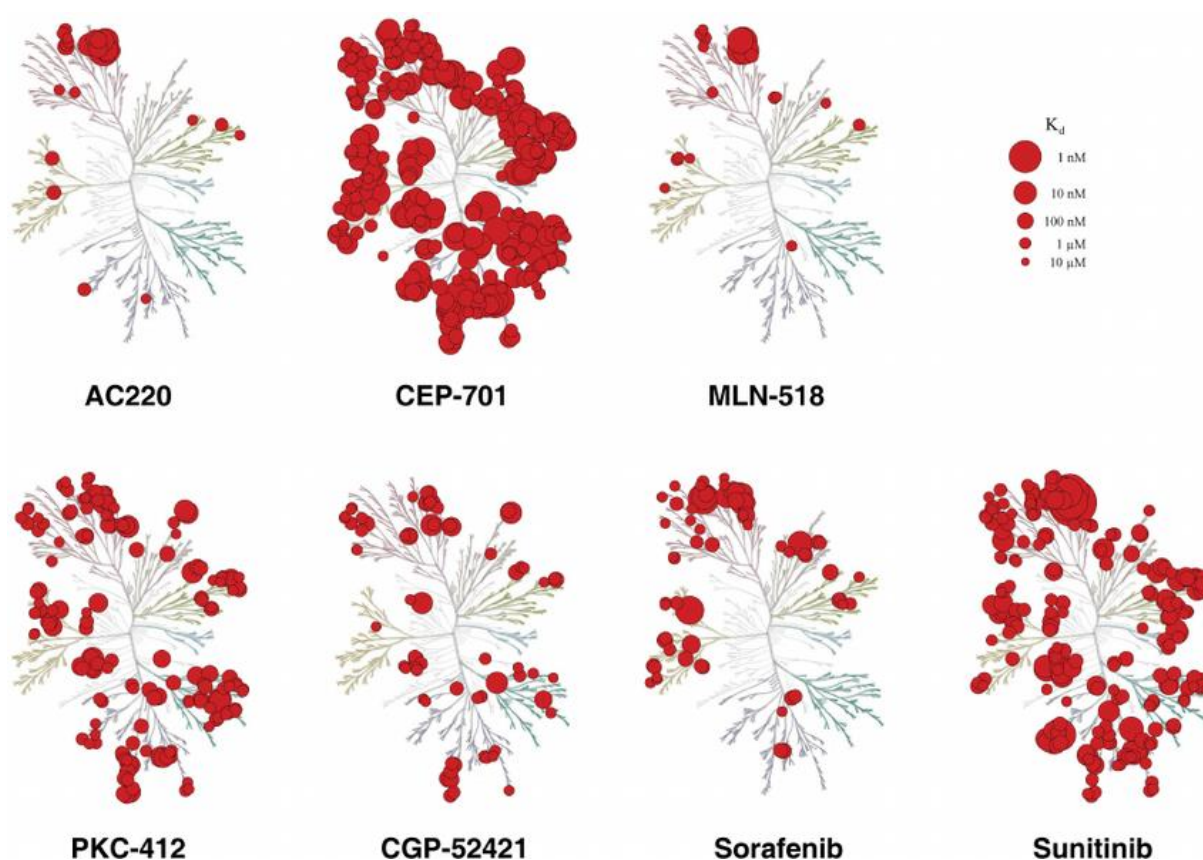 K_d
1 nM
10 nM
100 nM
1 µM
10 µM
AC220
CEP-701
MLN-518
PKC-412
CGP-52421
Sorafenib
Sunitinib